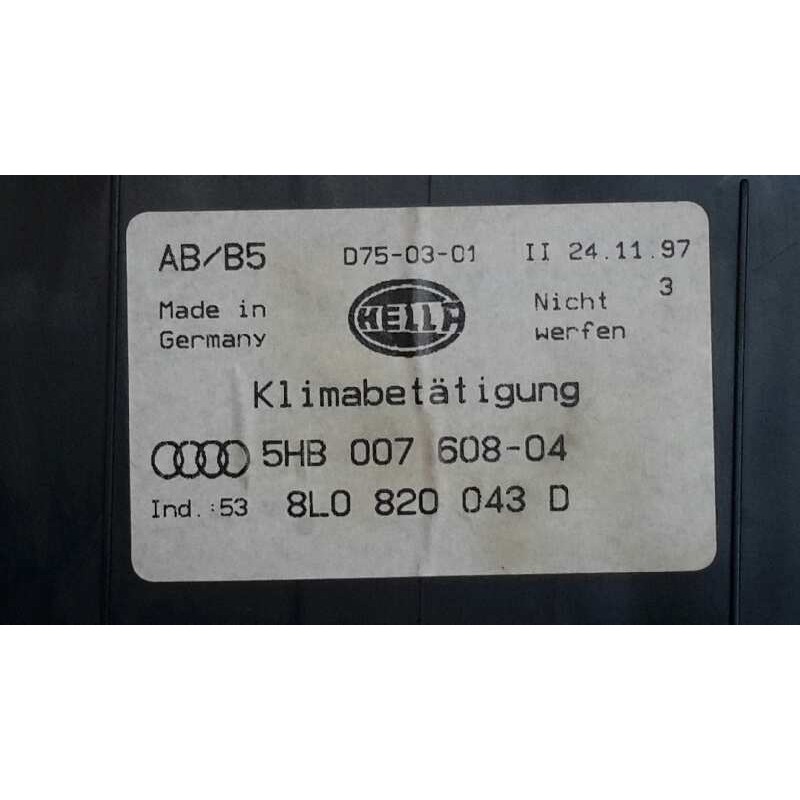 AB/B5 D75-03-01 II 24.11.97
3
Made in Germany
HELLA
Nicht werfen
Klimabetätigung
5HB 007 608-04
Ind.:53 8L0 820 043 D